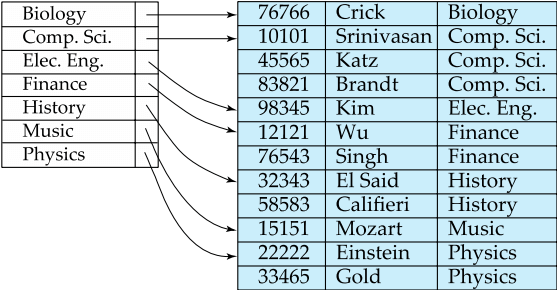 Biology
Comp. Sci.
Elec. Eng.
Finance
History
Music
Physics
76766 Crick Biology
10101 Srinivasan Comp. Sci.
45565 Katz Comp. Sci.
83821 Brandt Comp. Sci.
98345 Kim Elec. Eng.
12121 Wu Finance
76543 Singh Finance
32343 El Said History
58583 Califieri History
15151 Mozart Music
22222 Einstein Physics
33465 Gold Physics